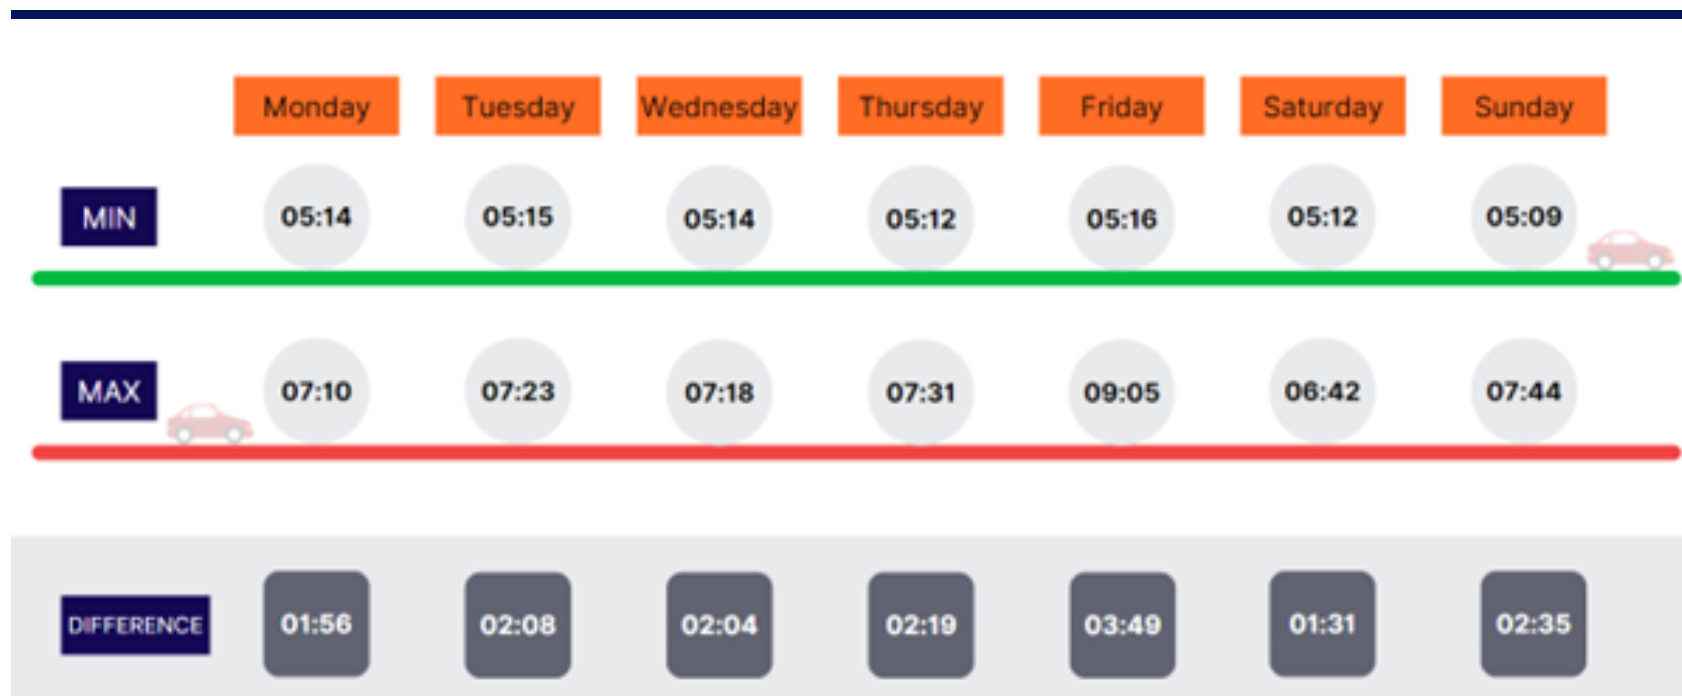 Monday Tuesday Wednesday Thursday Friday Saturday Sunday
MIN 05:14 05:15 05:14 05:12 05:16 05:12 05:09
MAX 07:10 07:23 07:18 07:31 09:05 06:42 07:44
DIFFERENCE 01:56 02:08 02:04 02:19 03:49 01:31 02:35